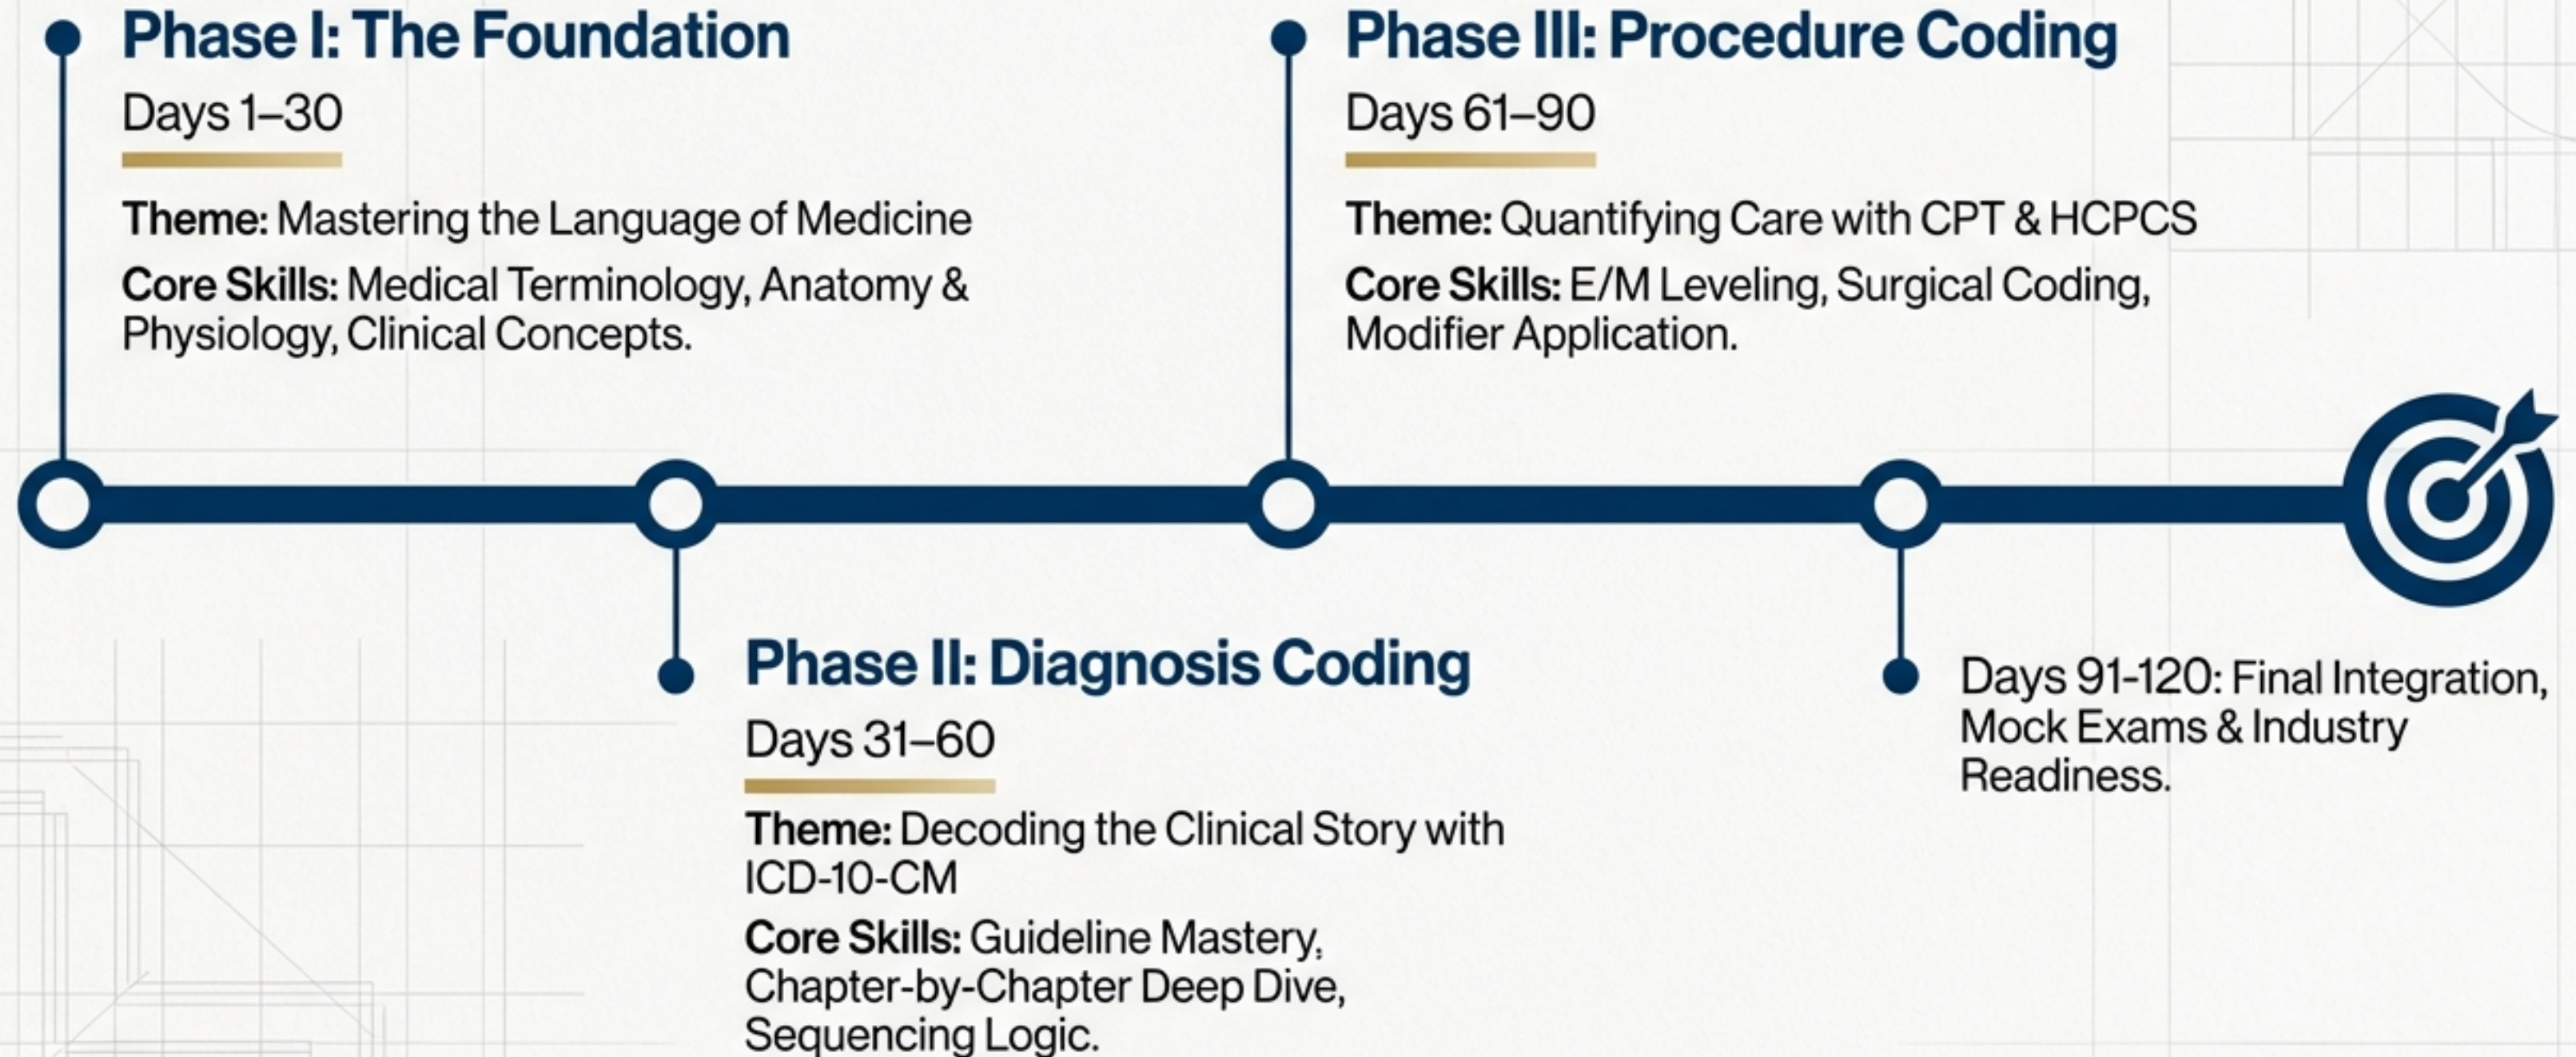 Phase I: The Foundation
Days 1–30
Theme: Mastering the Language of Medicine
Core Skills: Medical Terminology, Anatomy &
Physiology, Clinical Concepts.
Phase II: Diagnosis Coding
Days 31–60
Theme: Decoding the Clinical Story with
ICD-10-CM
Core Skills: Guideline Mastery,
Chapter-by-Chapter Deep Dive,
Sequencing Logic.
Phase III: Procedure Coding
Days 61–90
Theme: Quantifying Care with CPT & HCPCS
Core Skills: E/M Leveling, Surgical Coding,
Modifier Application.
Days 91-120: Final Integration,
Mock Exams & Industry
Readiness.